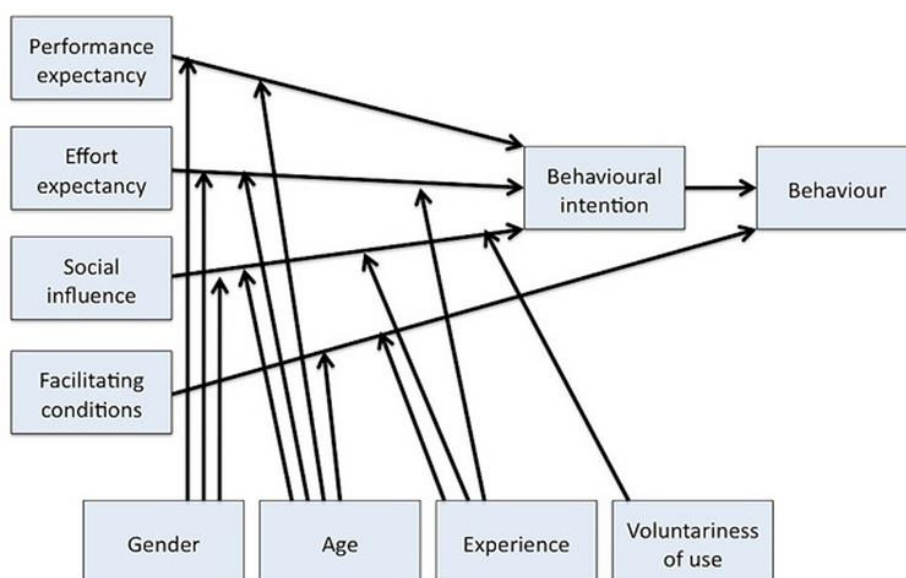 Performance
expectancy
Effort
expectancy
Social
influence
Facilitating
conditions
Behavioural
intention
Behaviour
Gender
Age
Experience
Voluntariness
of use